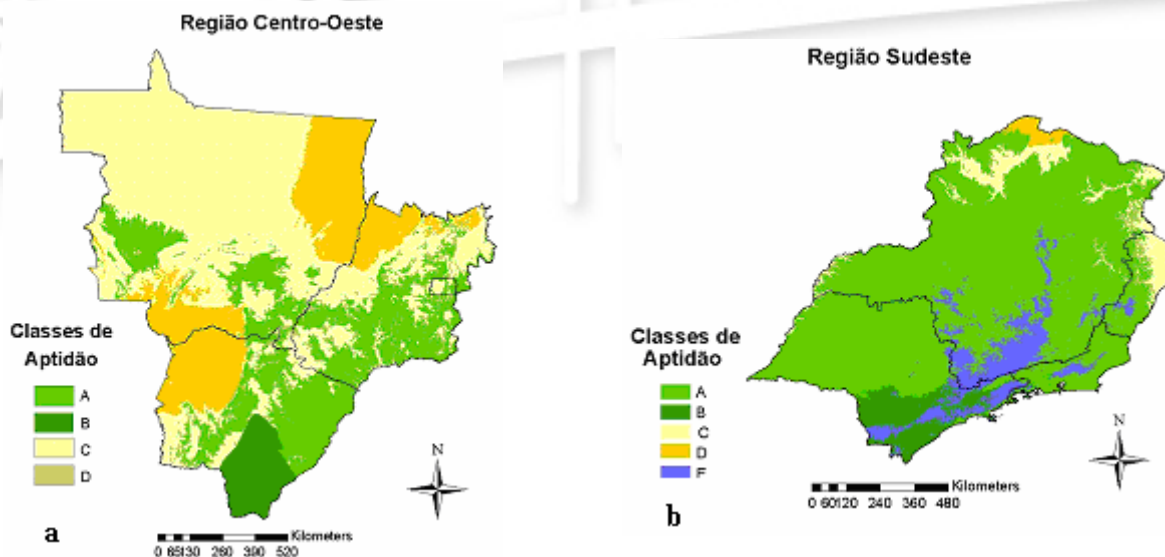 Região Centro-Oeste
Classes de
Aptidão
A
B
C
D
N
Kilometers
0 65130 260 390 520
a
Região Sudeste
Classes de
Aptidão
A
B
C
D
F
N
Kilometers
0 60120 240 360 480
b